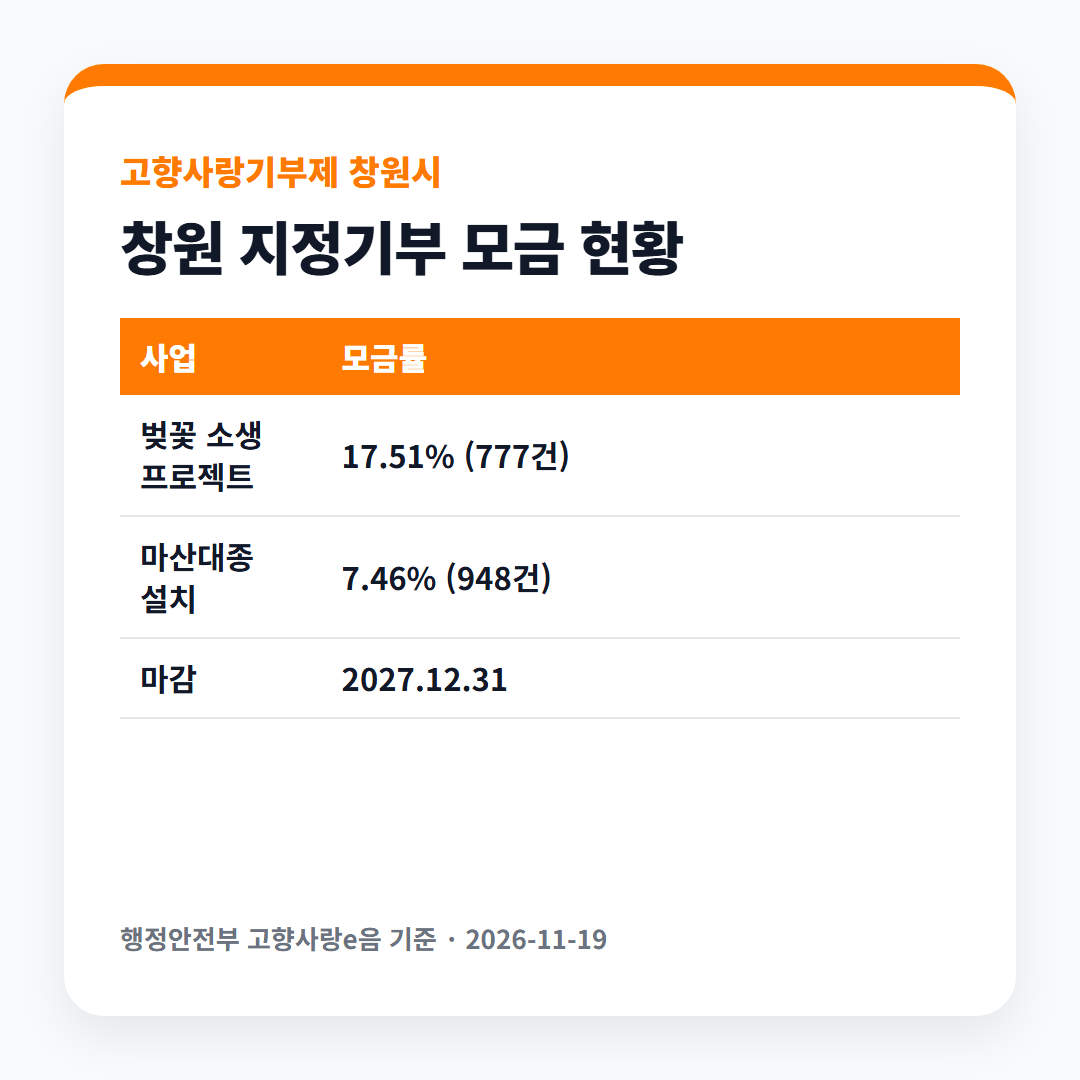 고향사랑기부제 창원시
창원 지정기부 모금 현황
사업 모금률
벚꽃 소생
프로젝트
17.51% (777건)
마산대종
설치
7.46% (948건)
마감 2027.12.31
행정안전부 고향사랑e음 기준 · 2026-11-19